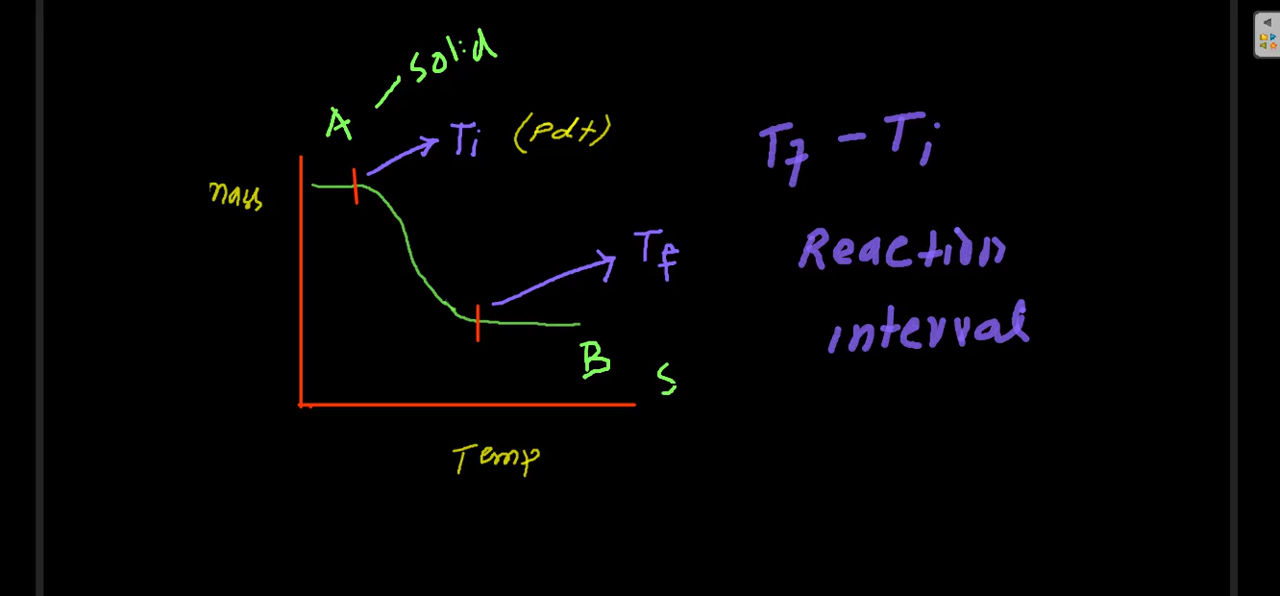 solid
A
Ti (pdt)
Tf - Ti
mass
Tf
Reaction
interval
B
S
Temp